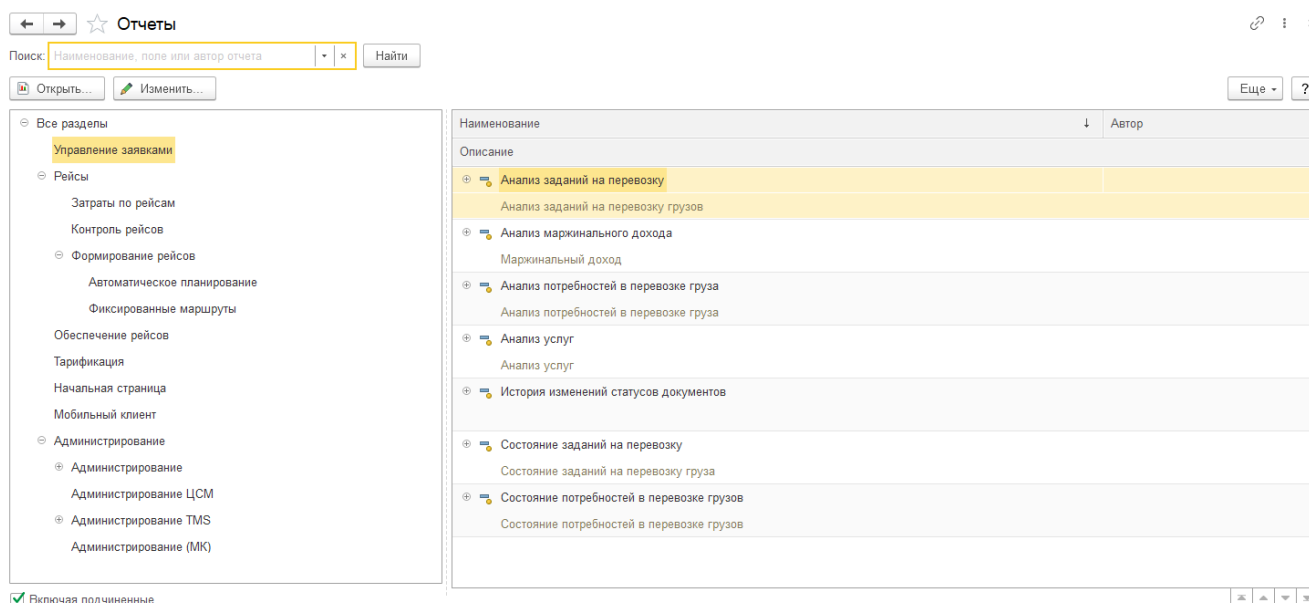 Отчеты
Поиск: Наименование, поле или автор отчета Найти
Открыть... Изменить... Еще ?
Все разделы
Управление заявками
Рейсы
Затраты по рейсам
Контроль рейсов
Формирование рейсов
Автоматическое планирование
Фиксированные маршруты
Обеспечение рейсов
Тарификация
Начальная страница
Мобильный клиент
Администрирование
Администрирование
Администрирование ЦСМ
Администрирование TMS
Администрирование (МК)
Включая подчиненные
Наименование Автор
Описание
Анализ заданий на перевозку
Анализ заданий на перевозку грузов
Анализ маржинального дохода
Маржинальный доход
Анализ потребностей в перевозке груза
Анализ потребностей в перевозке груза
Анализ услуг
Анализ услуг
История изменений статусов документов
Состояние заданий на перевозку
Состояние заданий на перевозку груза
Состояние потребностей в перевозке грузов
Состояние потребностей в перевозке грузов